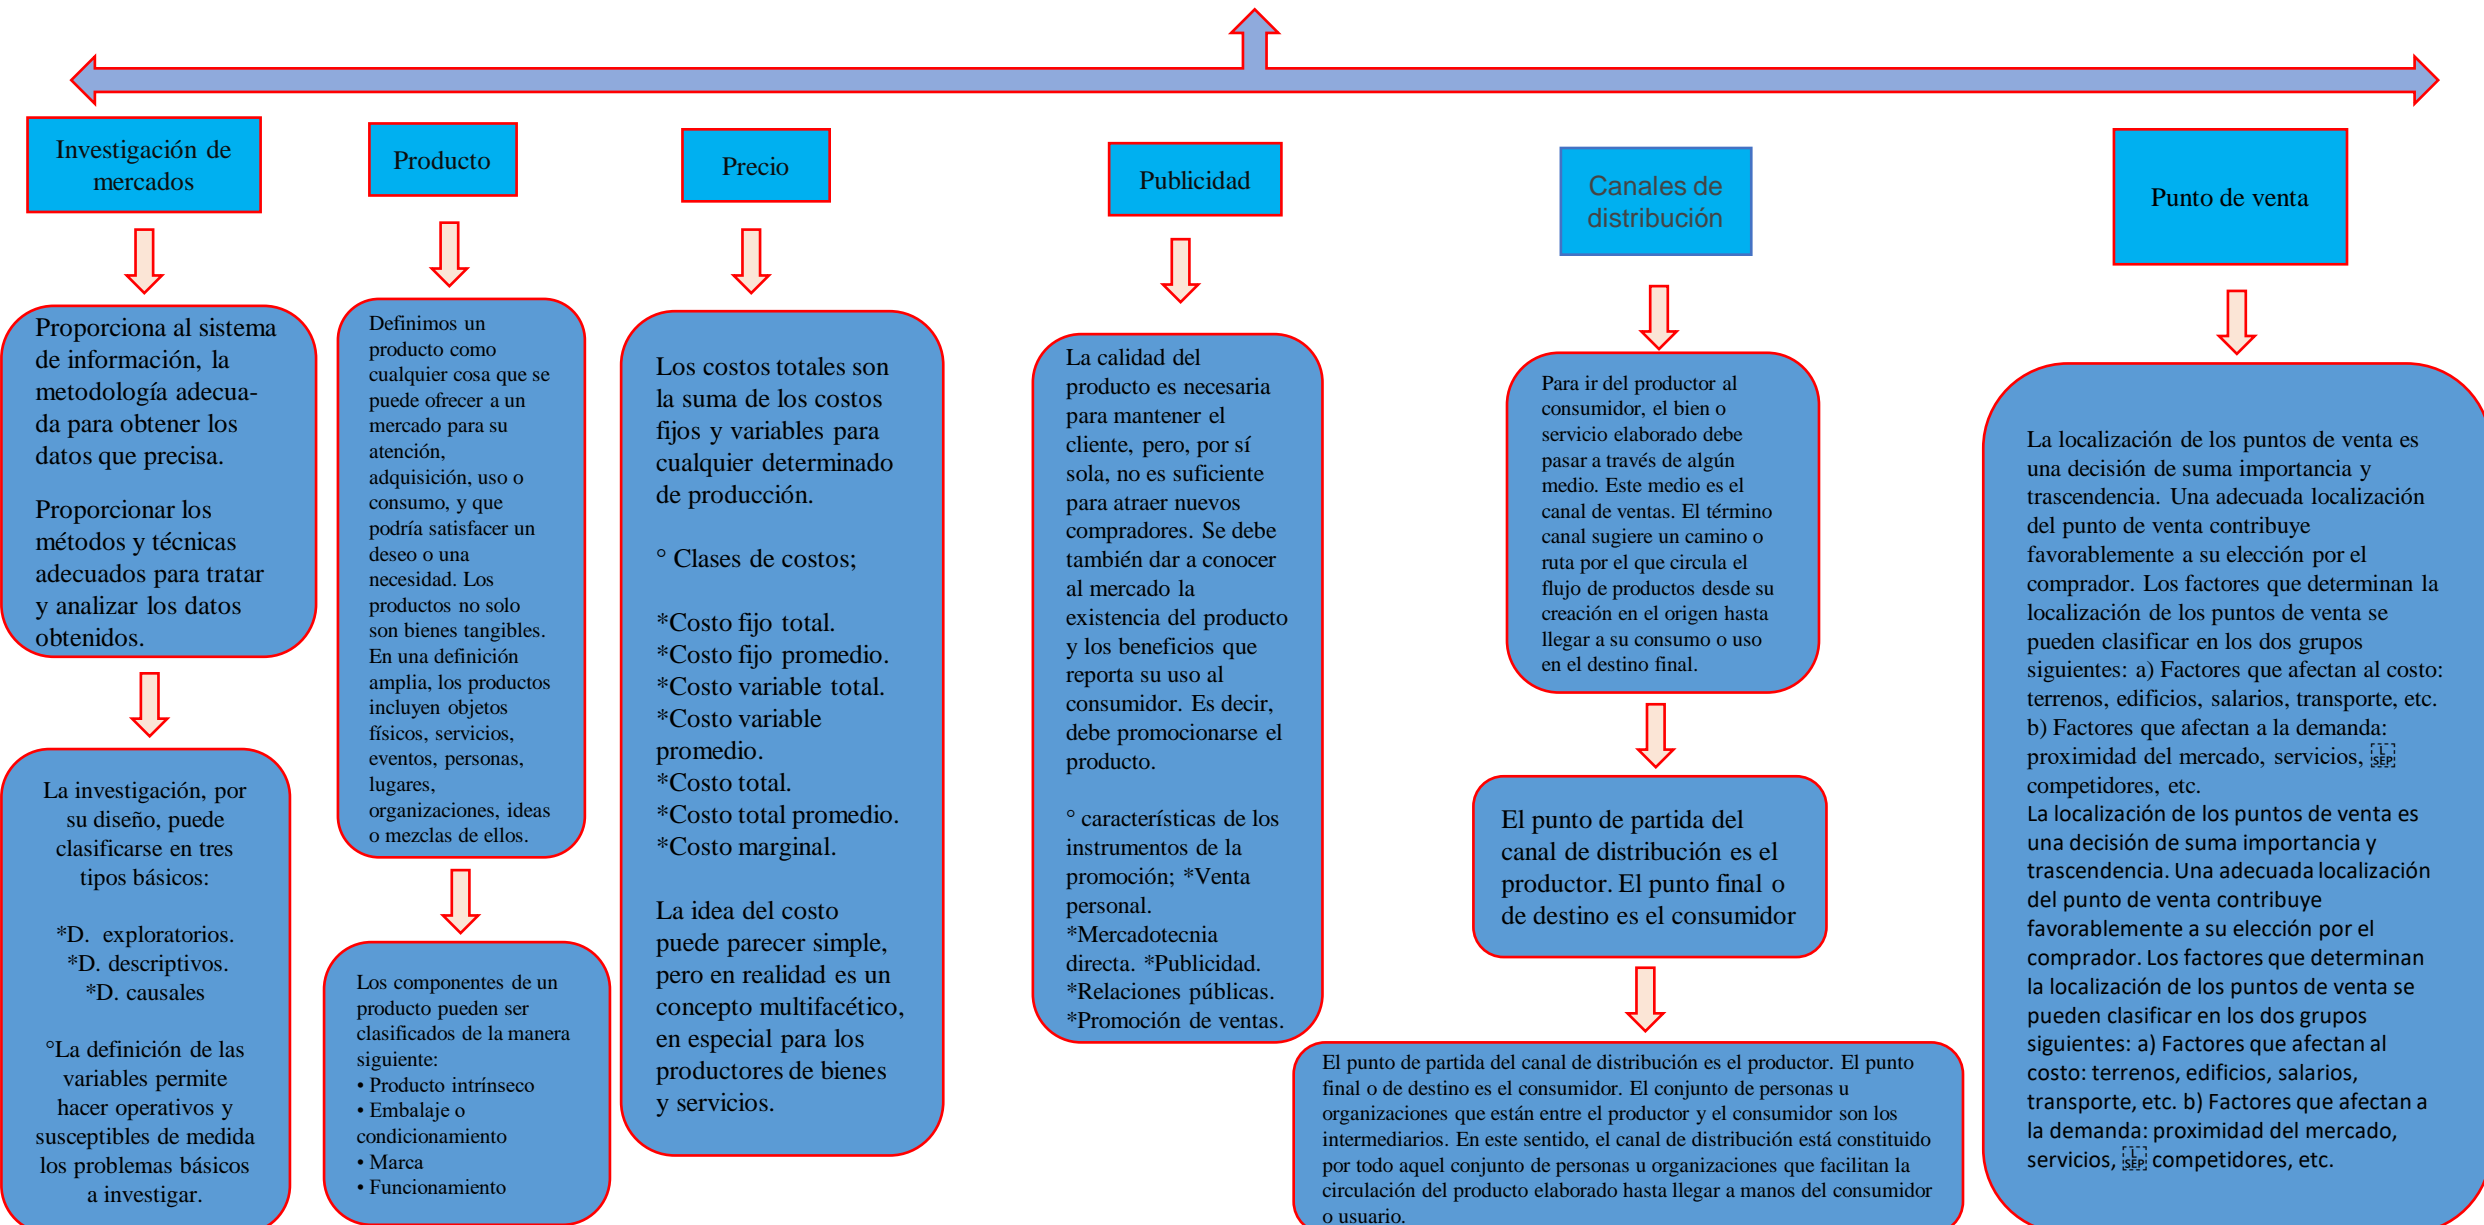 Investigación de
mercados
Proporciona al sistema
de información, la
metodología adecua-
da para obtener los
datos que precisa.
Proporcionar los
métodos y técnicas
adecuados para tratar
y analizar los datos
obtenidos.
La investigación, por
su diseño, puede
clasificarse en tres
tipos básicos:
*D. exploratorios.
*D. descriptivos.
*D. causales
°La definición de las
variables permite
hacer operativos y
susceptibles de medida
los problemas básicos
a investigar.
Producto
Definimos un
producto como
cualquier cosa que se
puede ofrecer a un
mercado para su
atención,
adquisición, uso o
consumo, y que
podría satisfacer un
deseo o una
necesidad. Los
productos no solo
son bienes tangibles.
En una definición
amplia, los productos
incluyen objetos
físicos, servicios,
eventos, personas,
lugares,
organizaciones, ideas
o mezclas de ellos.
Los componentes de un
producto pueden ser
clasificados de la manera
siguiente:
• Producto intrínseco
• Embalaje o
condicionamiento
• Marca
• Funcionamiento
Precio
Los costos totales son
la suma de los costos
fijos y variables para
cualquier determinado
de producción.
° Clases de costos;
*Costo fijo total.
*Costo fijo promedio.
*Costo variable total.
*Costo variable
promedio.
*Costo total.
*Costo total promedio.
*Costo marginal.
La idea del costo
puede parecer simple,
pero en realidad es un
concepto multifacético,
en especial para los
productores de bienes
y servicios.
Publicidad
La calidad del
producto es necesaria
para mantener el
cliente, pero, por sí
sola, no es suficiente
para atraer nuevos
compradores. Se debe
también dar a conocer
al mercado la
existencia del producto
y los beneficios que
reporta su uso al
consumidor. Es decir,
debe promocionarse el
producto.
° características de los
instrumentos de la
promoción; *Venta
personal.
*Mercadotecnia
directa. *Publicidad.
*Relaciones públicas.
*Promoción de ventas.
Canales de
distribución
Para ir del productor al
consumidor, el bien o
servicio elaborado debe
pasar a través de algún
medio. Este medio es el
canal de ventas. El término
canal sugiere un camino o
ruta por el que circula el
flujo de productos desde su
creación en el origen hasta
llegar a su consumo o uso
en el destino final.
El punto de partida del
canal de distribución es el
productor. El punto final o
de destino es el consumidor
El punto de partida del canal de distribución es el productor. El punto
final o de destino es el consumidor. El conjunto de personas u
organizaciones que están entre el productor y el consumidor son los
intermediarios. En este sentido, el canal de distribución está constituido
por todo aquel conjunto de personas u organizaciones que facilitan la
circulación del producto elaborado hasta llegar a manos del consumidor
o usuario.
Punto de venta
La localización de los puntos de venta es
una decisión de suma importancia y
trascendencia. Una adecuada localización
del punto de venta contribuye
favorablemente a su elección por el
comprador. Los factores que determinan la
localización de los puntos de venta se
pueden clasificar en los dos grupos
siguientes: a) Factores que afectan al costo:
terrenos, edificios, salarios, transporte, etc.
b) Factores que afectan a la demanda:
proximidad del mercado, servicios, L SEP
competidores, etc.
La localización de los puntos de venta es
una decisión de suma importancia y
trascendencia. Una adecuada localización
del punto de venta contribuye
favorablemente a su elección por el
comprador. Los factores que determinan
la localización de los puntos de venta se
pueden clasificar en los dos grupos
siguientes: a) Factores que afectan al
costo: terrenos, edificios, salarios,
transporte, etc. b) Factores que afectan a
la demanda: proximidad del mercado,
servicios, L SEP competidores, etc.